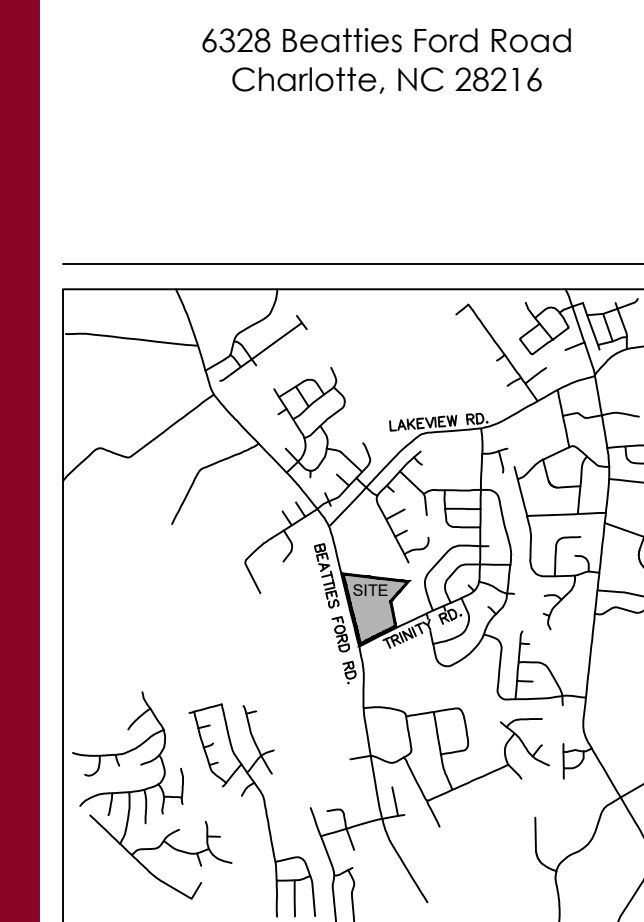 6328 Beatties Ford Road
Charlotte, NC 28216
LAKEVIEW RD.
BEATTIES FORD RD.
SITE
TRINITY RD.